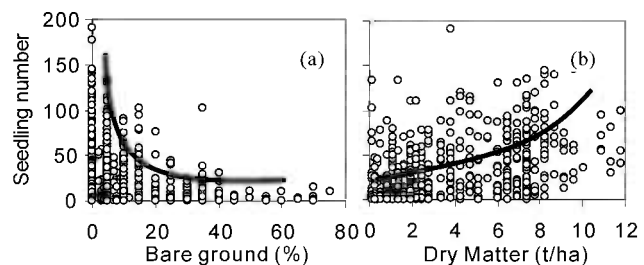 Seedling number
200
150
100
50
0
(a)
0 20 40 60 80
Bare ground (%)
(b)
0 2 4 6 8 10 12
Dry Matter (t/ha)